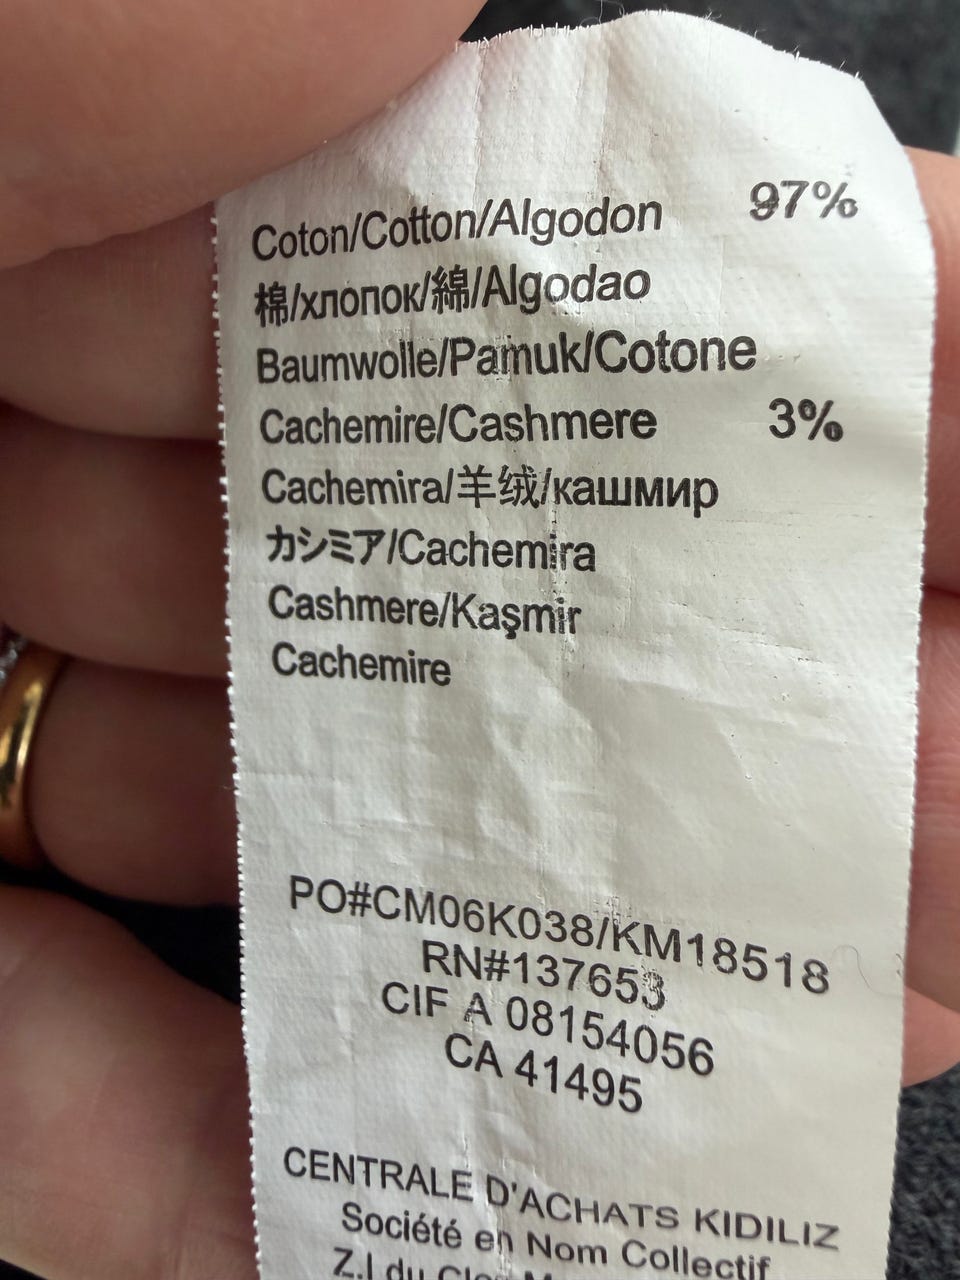 Coton/Cotton/Algodon 97%
棉/хлопок/綿/Algodao
Baumwolle/Pamuk/Cotone
Cachemire/Cashmere 3%
Cachemira/羊绒/кашмир
カシミア/Cachemira
Cashmere/Kaşmir
Cachemire
PO#CM06K038/KM18518
RN#137653
CIF A 08154056
CA 41495
CENTRALE D'ACHATS KIDILIZ
Société en Nom Collectif
Z.I du